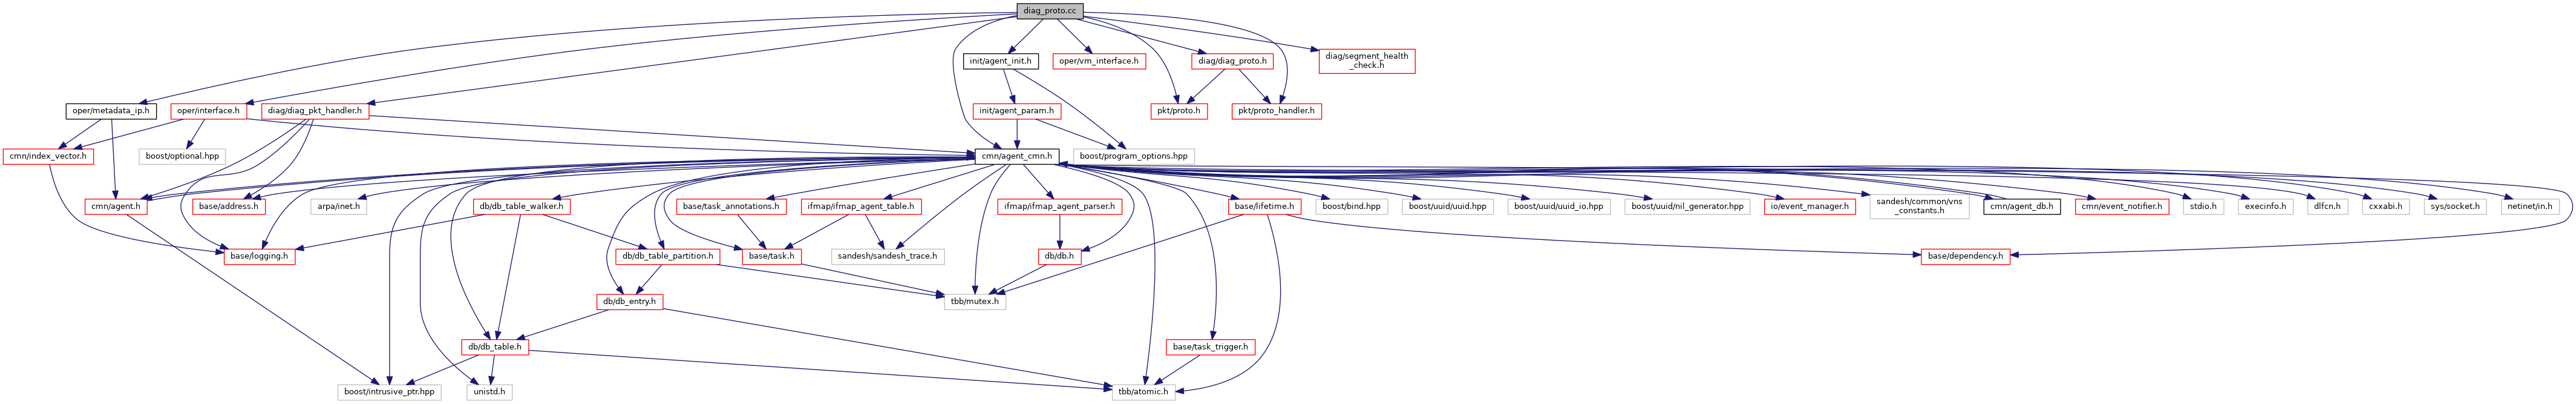 diag_proto.cc
init/agent_init.h
oper/vm_interface.h
diag/diag_proto.h
diag/segment_health
_check.h
oper/metadata_ip.h
oper/interface.h
diag/diag_pkt_handler.h
init/agent_param.h
pkt/proto.h
pkt/proto_handler.h
cmn/index_vector.h
boost/optional.hpp
cmn/agent_cmn.h
boost/program_options.hpp
cmn/agent.h
base/address.h
arpa/inet.h
db/db_table_walker.h
base/task_annotations.h
ifmap/ifmap_agent_table.h
ifmap/ifmap_agent_parser.h
base/lifetime.h
boost/bind.hpp
boost/uuid/uuid.hpp
boost/uuid/uuid_io.hpp
boost/uuid/nil_generator.hpp
io/event_manager.h
sandesh/common/vns
_constants.h
cmn/agent_db.h
cmn/event_notifier.h
stdio.h
execinfo.h
dlfcn.h
cxxabi.h
sys/socket.h
netinet/in.h
base/logging.h
db/db_table_partition.h
base/task.h
sandesh/sandesh_trace.h
db/db.h
base/dependency.h
db/db_entry.h
tbb/mutex.h
db/db_table.h
base/task_trigger.h
boost/intrusive_ptr.hpp
unistd.h
tbb/atomic.h